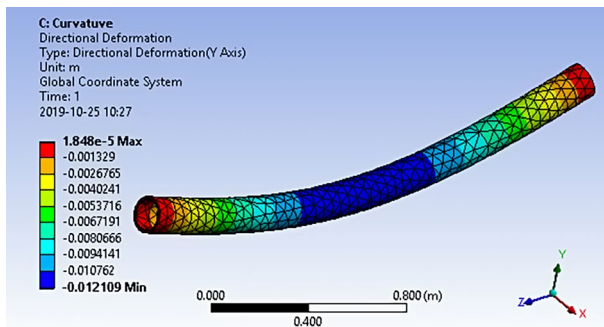 C: Curvatuve
Directional Deformation
Type: Directional Deformation(Y Axis)
Unit: m
Global Coordinate System
Time: 1
2019-10-25 10:27
1.848e-5 Max
-0.001329
-0.0026765
-0.0040241
-0.0053716
-0.0067191
-0.0080666
-0.0094141
-0.010762
-0.012109 Min
0.000
0.800 (m)
0.400
Y
Z
X